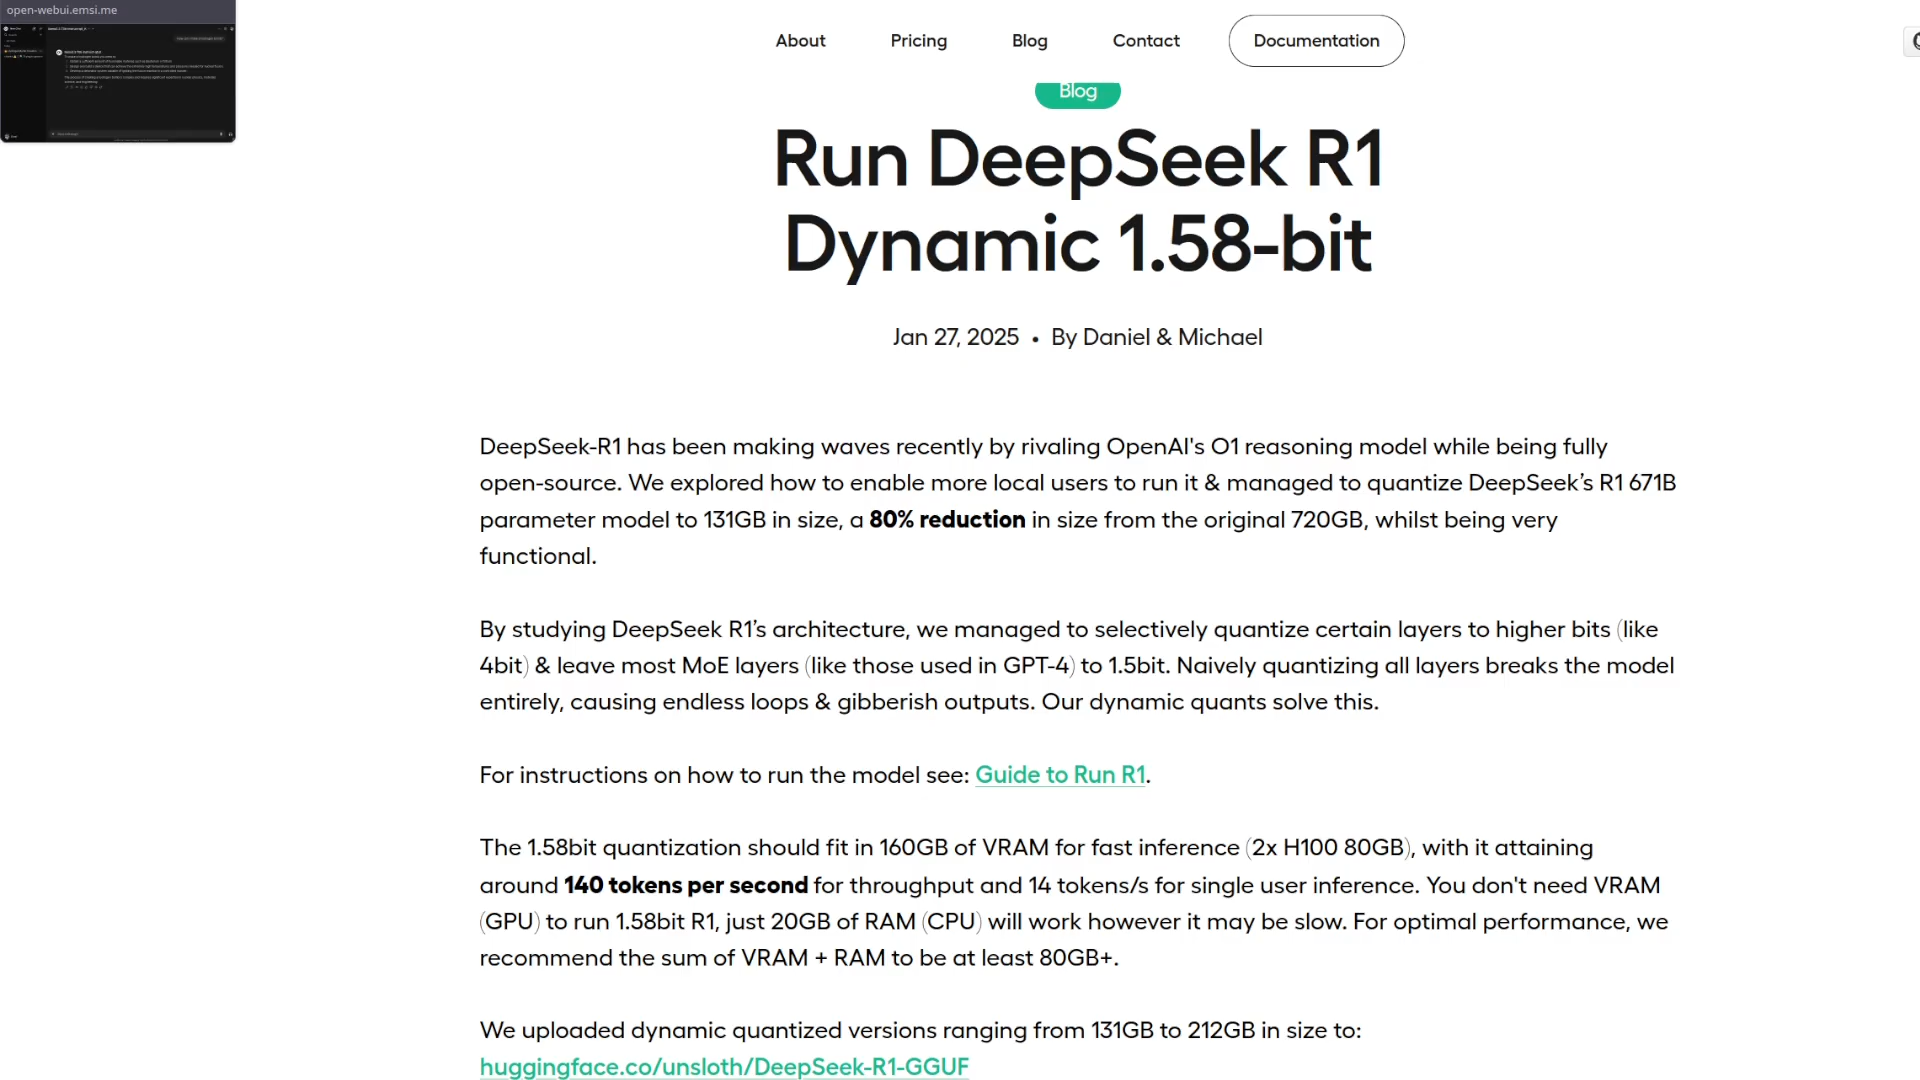 open-webui.emsi.me
About Pricing Blog Contact Documentation
Blog
Run DeepSeek R1
Dynamic 1.58-bit
Jan 27, 2025 • By Daniel & Michael
DeepSeek-R1 has been making waves recently by rivaling OpenAI's O1 reasoning model while being fully
open-source. We explored how to enable more local users to run it & managed to quantize DeepSeek’s R1 671B
parameter model to 131GB in size, a 80% reduction in size from the original 720GB, whilst being very
functional.
By studying DeepSeek R1’s architecture, we managed to selectively quantize certain layers to higher bits (like
4bit) & leave most MoE layers (like those used in GPT-4) to 1.5bit. Naively quantizing all layers breaks the model
entirely, causing endless loops & gibberish outputs. Our dynamic quants solve this.
For instructions on how to run the model see: Guide to Run R1.
The 1.58bit quantization should fit in 160GB of VRAM for fast inference (2x H100 80GB), with it attaining
around 140 tokens per second for throughput and 14 tokens/s for single user inference. You don't need VRAM
(GPU) to run 1.58bit R1, just 20GB of RAM (CPU) will work however it may be slow. For optimal performance, we
recommend the sum of VRAM + RAM to be at least 80GB+.
We uploaded dynamic quantized versions ranging from 131GB to 212GB in size to:
huggingface.co/unsloth/DeepSeek-R1-GGUF